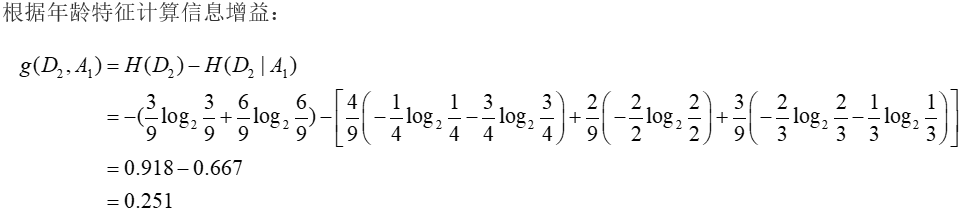 根据年龄特征计算信息增益：
g(D₂, A₁) = H(D₂) − H(D₂ | A₁)
= −(3/9 log₂ 3/9 + 6/9 log₂ 6/9) − [4/9(−1/4 log₂ 1/4 − 3/4 log₂ 3/4) + 2/9(−2/2 log₂ 2/2) + 3/9(−2/3 log₂ 2/3 − 1/3 log₂ 1/3)]
= 0.918 − 0.667
= 0.251